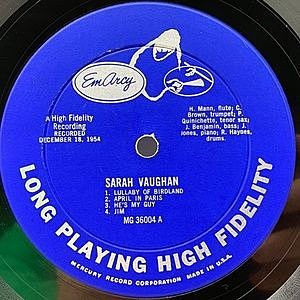 EmArcy
A High Fidelity
Recording
RECORDED
DECEMBER 18, 1954
H. Mann, flute; C.
Brown, trumpet; P.
Quinichette, tenor sax;
J. Benjamin, bass; J.
Jones, piano; R. Haynes,
drums.
SARAH VAUGHAN
1. LULLABY OF BIRDLAND
2. APRIL IN PARIS
3. HE'S MY GUY
4. JIM
MG 36004 A
LONG PLAYING HIGH FIDELITY
MERCURY RECORD CORPORATION MADE IN U.S.A.